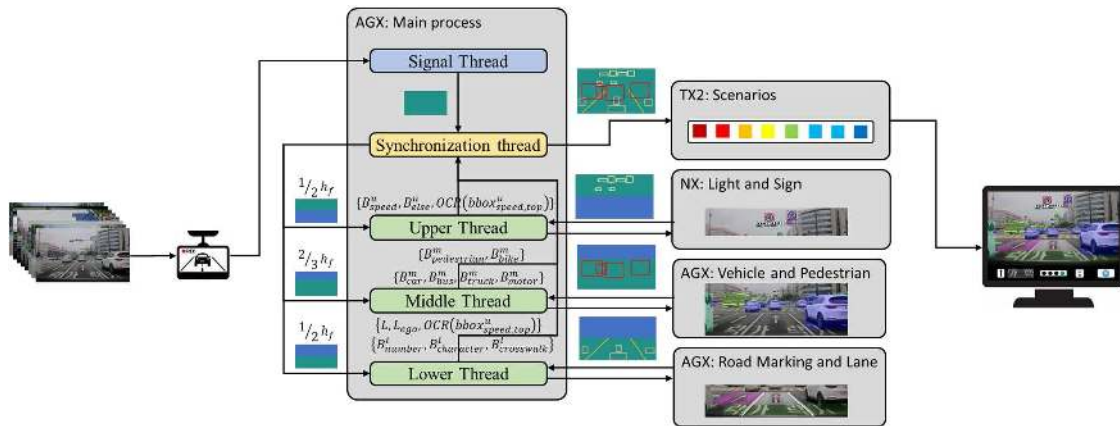 AGX: Main process
Signal Thread
Synchronization thread
1/2 h_f
{B^u_speed, B^u_else, OCR(bbox^u_speed,top)}
Upper Thread
2/3 h_f
{B^m_pedestrian, B^m_bike}
{B^m_car, B^m_Bus, B^m_truck, B^m_motor}
Middle Thread
1/2 h_f
{L, L_ego, OCR(bbox^u_speed,top)}
{B^l_number, B^l_character, B^l_crosswalk}
Lower Thread
TX2: Scenarios
NX: Light and Sign
AGX: Vehicle and Pedestrian
AGX: Road Marking and Lane